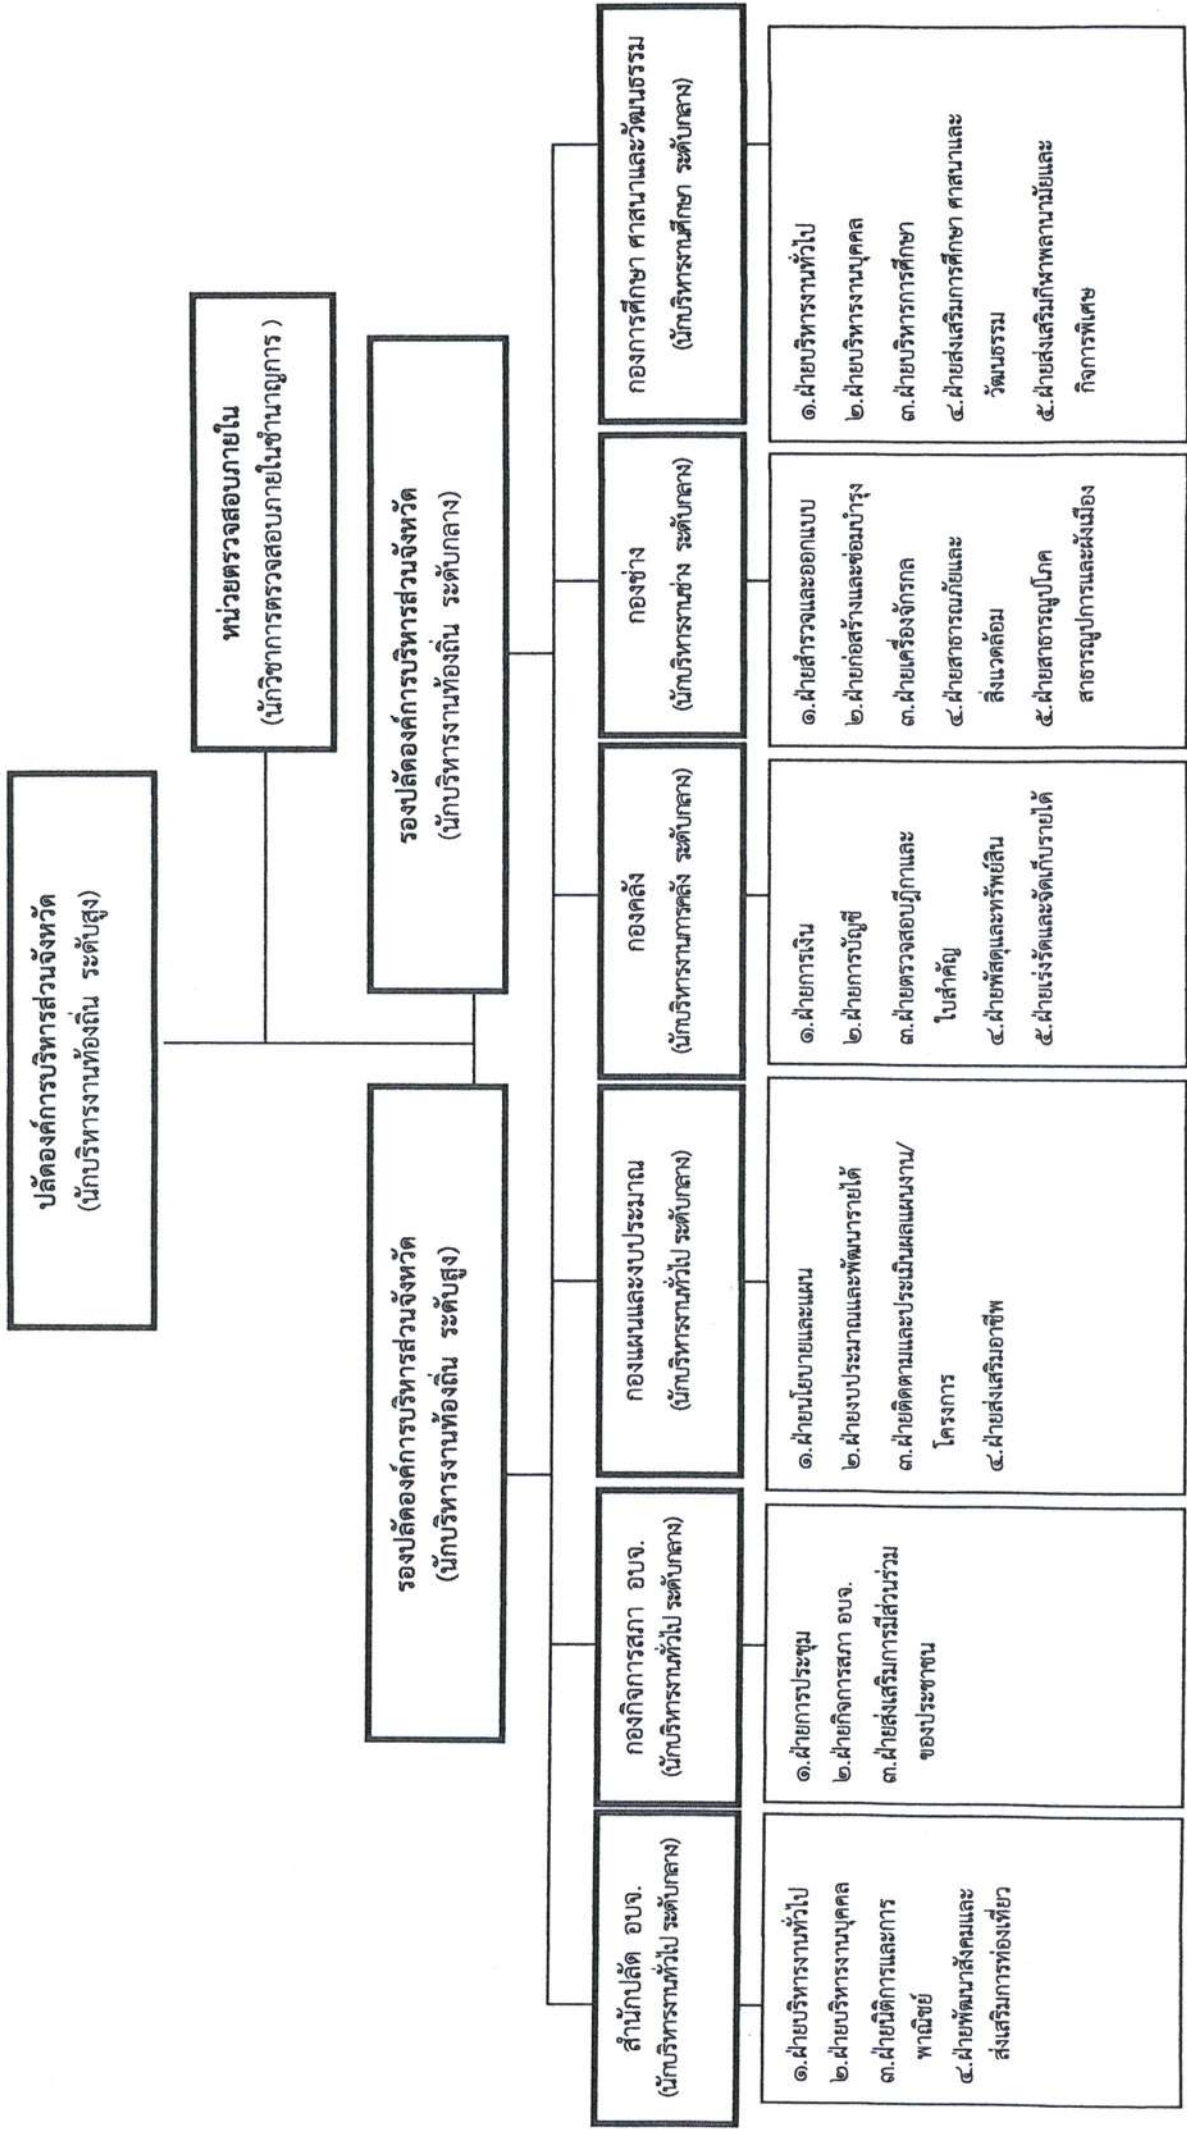 ปลัดองค์การบริหารส่วนจังหวัด
(นักบริหารงานท้องถิ่น ระดับสูง)
หน่วยตรวจสอบภายใน
(นักวิชาการตรวจสอบภายในชำนาญการ )
รองปลัดองค์การบริหารส่วนจังหวัด
(นักบริหารงานท้องถิ่น ระดับสูง)
รองปลัดองค์การบริหารส่วนจังหวัด
(นักบริหารงานท้องถิ่น ระดับกลาง)
สำนักปลัด อบจ.
(นักบริหารงานทั่วไป ระดับกลาง)
กองกิจการสภา อบจ.
(นักบริหารงานทั่วไป ระดับกลาง)
กองแผนและงบประมาณ
(นักบริหารงานทั่วไป ระดับกลาง)
กองคลัง
(นักบริหารงานการคลัง ระดับกลาง)
กองช่าง
(นักบริหารงานช่าง ระดับกลาง)
กองการศึกษา ศาสนาและวัฒนธรรม
(นักบริหารงานศึกษา ระดับกลาง)
๑.ฝ่ายบริหารงานทั่วไป
๒.ฝ่ายบริหารงานบุคคล
๓.ฝ่ายนิติการและการ
พาณิชย์
๔.ฝ่ายพัฒนาสังคมและ
ส่งเสริมการท่องเที่ยว
๑.ฝ่ายการประชุม
๒.ฝ่ายกิจการสภา อบจ.
๓.ฝ่ายส่งเสริมการมีส่วนร่วม
ของประชาชน
๑.ฝ่ายนโยบายและแผน
๒.ฝ่ายงบประมาณและพัฒนารายได้
๓.ฝ่ายติดตามและประเมินผลแผนงาน/
โครงการ
๔.ฝ่ายส่งเสริมอาชีพ
๑.ฝ่ายการเงิน
๒.ฝ่ายการบัญชี
๓.ฝ่ายตรวจสอบฎีกาและ
ใบสำคัญ
๔.ฝ่ายพัสดุและทรัพย์สิน
๕.ฝ่ายเร่งรัดและจัดเก็บรายได้
๑.ฝ่ายสำรวจและออกแบบ
๒.ฝ่ายก่อสร้างและซ่อมบำรุง
๓.ฝ่ายเครื่องจักรกล
๔.ฝ่ายสาธารณภัยและ
สิ่งแวดล้อม
๕.ฝ่ายสาธารณูปโภค
สาธารณูปการและผังเมือง
๑.ฝ่ายบริหารงานทั่วไป
๒.ฝ่ายบริหารงานบุคคล
๓.ฝ่ายบริหารการศึกษา
๔.ฝ่ายส่งเสริมการศึกษา ศาสนาและ
วัฒนธรรม
๕.ฝ่ายส่งเสริมกีฬาพลานามัยและ
กิจการพิเศษ